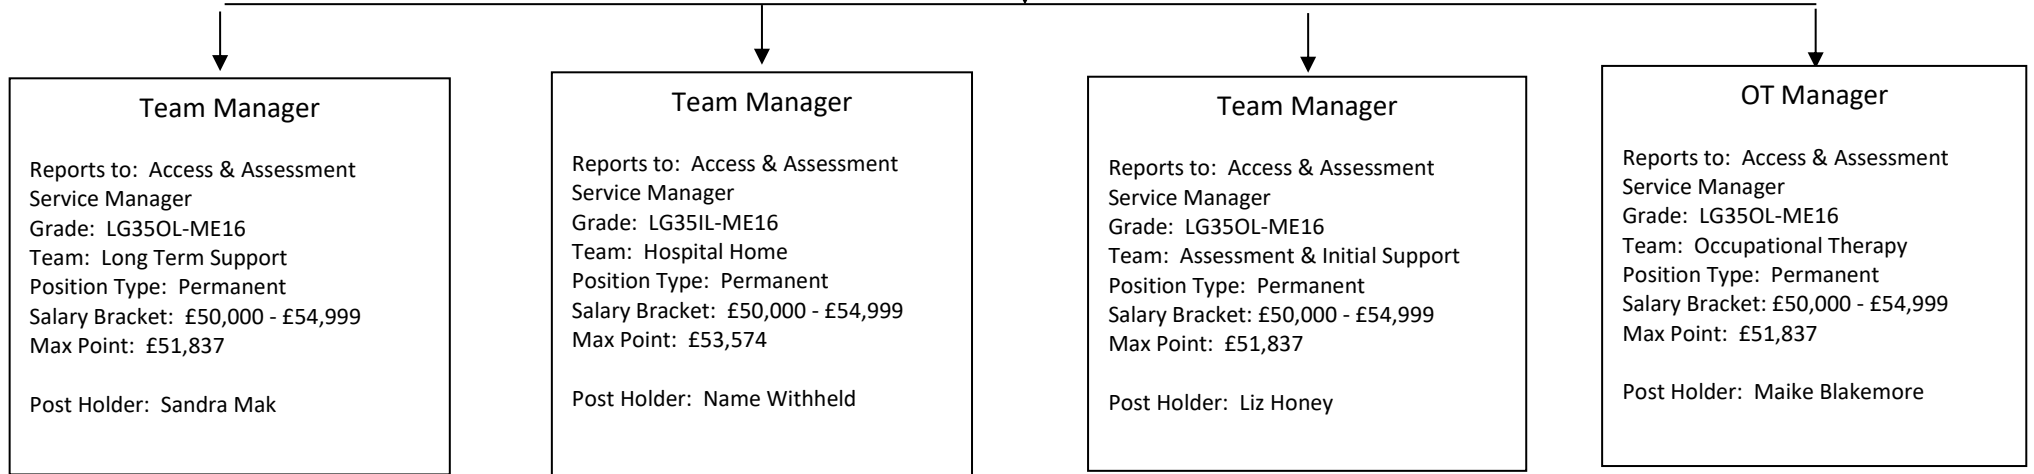 Team Manager
Reports to:  Access & Assessment
Service Manager
Grade:  LG35OL-ME16
Team:  Long Term Support
Position Type:  Permanent
Salary Bracket:  £50,000 - £54,999
Max Point:  £51,837
Post Holder:  Sandra Mak
Team Manager
Reports to:  Access & Assessment
Service Manager
Grade:  LG35IL-ME16
Team:  Hospital Home
Position Type:  Permanent
Salary Bracket:  £50,000 - £54,999
Max Point:  £53,574
Post Holder:  Name Withheld
Team Manager
Reports to:  Access & Assessment
Service Manager
Grade:  LG35OL-ME16
Team:  Assessment & Initial Support
Position Type:  Permanent
Salary Bracket: £50,000 - £54,999
Max Point:  £51,837
Post Holder:  Liz Honey
OT Manager
Reports to:  Access & Assessment
Service Manager
Grade:  LG35OL-ME16
Team:  Occupational Therapy
Position Type:  Permanent
Salary Bracket: £50,000 - £54,999
Max Point:  £51,837
Post Holder:  Maike Blakemore